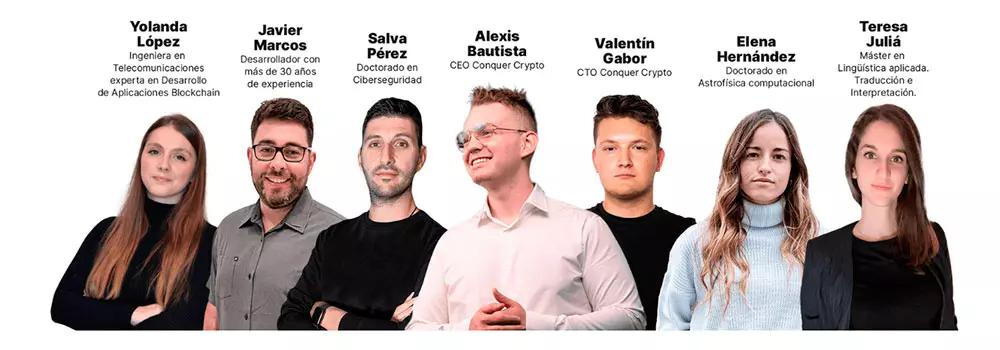 Yolanda
López
Ingeniera en
Telecomunicaciones
experta en Desarrollo
de Aplicaciones Blockchain
Javier
Marcos
Desarrollador con
más de 30 años
de experiencia
Salva
Pérez
Doctorado en
Ciberseguridad
Alexis
Bautista
CEO Conquer Crypto
Valentín
Gabor
CTO Conquer Crypto
Elena
Hernández
Doctorado en
Astrofísica computacional
Teresa
Juliá
Máster en
Lingüística aplicada.
Traducción e
Interpretación.